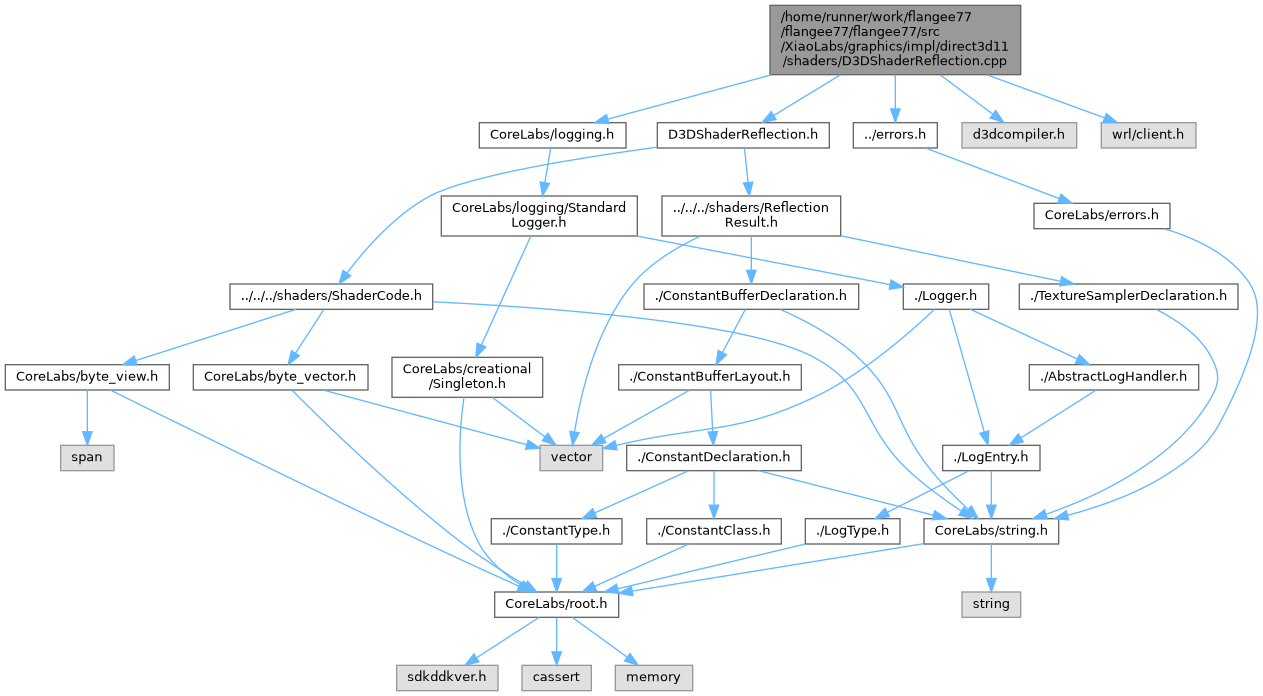 /home/runner/work/flangee77
/flangee77/flangee77/src
/XiaoLabs/graphics/impl/direct3d11
/shaders/D3DShaderReflection.cpp
CoreLabs/logging.h
D3DShaderReflection.h
../errors.h
d3dcompiler.h
wrl/client.h
CoreLabs/logging/Standard
Logger.h
../../../shaders/Reflection
Result.h
CoreLabs/errors.h
../../../shaders/ShaderCode.h
./ConstantBufferDeclaration.h
./Logger.h
./TextureSamplerDeclaration.h
CoreLabs/byte_view.h
CoreLabs/byte_vector.h
CoreLabs/creational
/Singleton.h
./ConstantBufferLayout.h
./AbstractLogHandler.h
span
vector
./ConstantDeclaration.h
./LogEntry.h
./ConstantType.h
./ConstantClass.h
./LogType.h
CoreLabs/string.h
CoreLabs/root.h
string
sdkddkver.h
cassert
memory